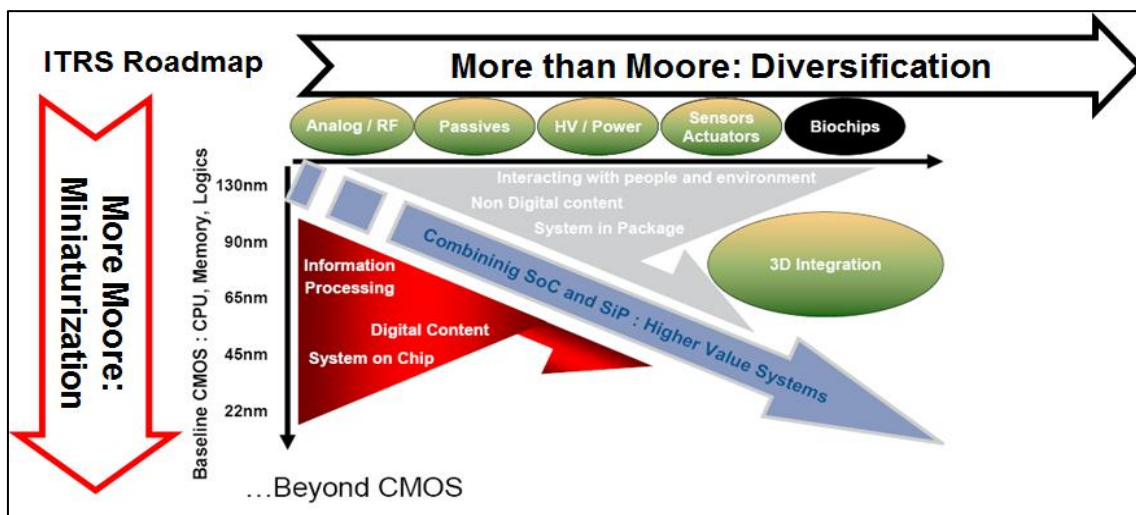 ITRS Roadmap
More than Moore: Diversification
Analog / RF
Passives
HV / Power
Sensors
Actuators
Biochips
More Moore:
Miniaturization
Baseline CMOS : CPU, Memory, Logics
130nm
90nm
65nm
45nm
22nm
Interacting with people and environment
Non Digital content
System in Package
3D Integration
Combininig SoC and SiP : Higher Value Systems
Information
Processing
Digital Content
System on Chip
...Beyond CMOS